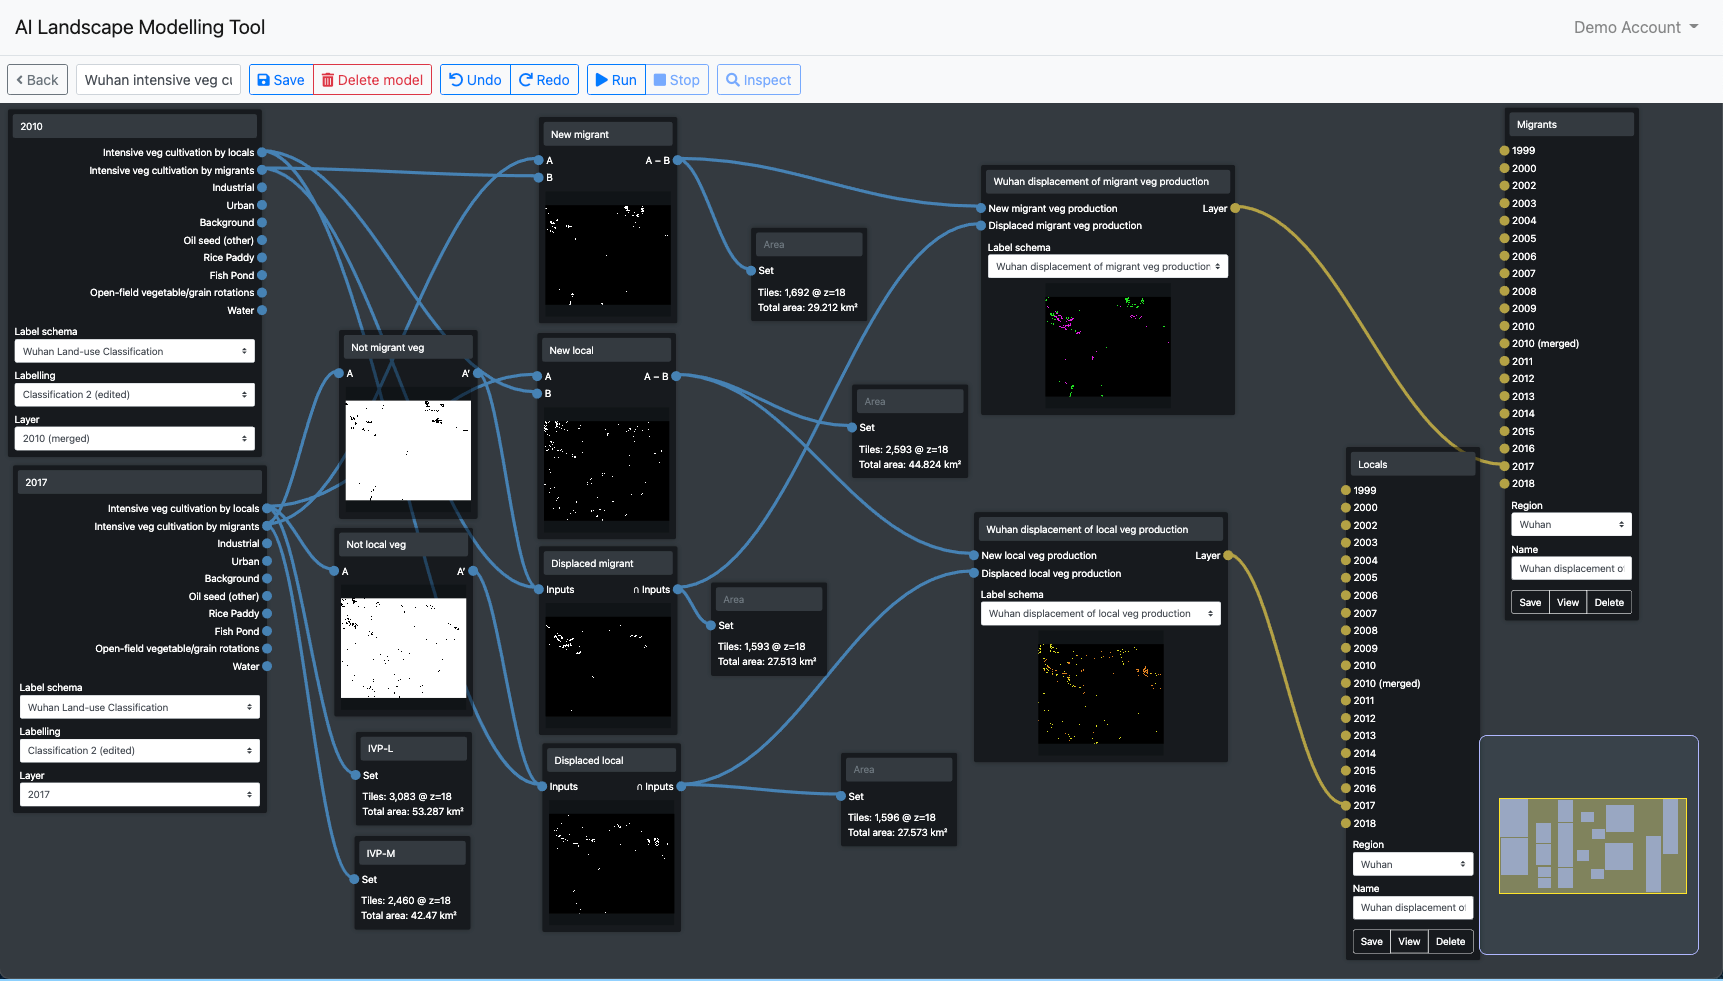 AI Landscape Modelling Tool
Demo Account
Back
Wuhan intensive veg cu
Save
Delete model
Undo
Redo
Run
Stop
Inspect
2010
Intensive veg cultivation by locals
Intensive veg cultivation by migrants
Industrial
Urban
Background
Oil seed (other)
Rice Paddy
Fish Pond
Open-field vegetable/grain rotations
Water
Label schema
Wuhan Land-use Classification
Labelling
Classification 2 (edited)
Layer
2010 (merged)
2017
Intensive veg cultivation by locals
Intensive veg cultivation by migrants
Industrial
Urban
Background
Oil seed (other)
Rice Paddy
Fish Pond
Open-field vegetable/grain rotations
Water
Label schema
Wuhan Land-use Classification
Labelling
Classification 2 (edited)
Layer
2017
Not migrant veg
A A'
Not local veg
A A'
IVP-L
Set
Tiles: 3,083 @ z=18
Total area: 53.287 km²
IVP-M
Set
Tiles: 2,460 @ z=18
Total area: 42.47 km²
New migrant
A A − B
B
New local
A A − B
B
Displaced migrant
Inputs ∩ Inputs
Displaced local
Inputs ∩ Inputs
Area
Set
Tiles: 1,692 @ z=18
Total area: 29.212 km²
Area
Set
Tiles: 2,593 @ z=18
Total area: 44.824 km²
Area
Set
Tiles: 1,593 @ z=18
Total area: 27.513 km²
Area
Set
Tiles: 1,596 @ z=18
Total area: 27.573 km²
Wuhan displacement of migrant veg production
New migrant veg production Layer
Displaced migrant veg production
Label schema
Wuhan displacement of migrant veg production
Wuhan displacement of local veg production
New local veg production Layer
Displaced local veg production
Label schema
Wuhan displacement of local veg production
Locals
1999
2000
2002
2003
2004
2005
2006
2007
2008
2009
2010
2010 (merged)
2011
2012
2013
2014
2015
2016
2017
2018
Region
Wuhan
Name
Wuhan displacement of
Save View Delete
Migrants
1999
2000
2002
2003
2004
2005
2006
2007
2008
2009
2010
2010 (merged)
2011
2012
2013
2014
2015
2016
2017
2018
Region
Wuhan
Name
Wuhan displacement of
Save View Delete